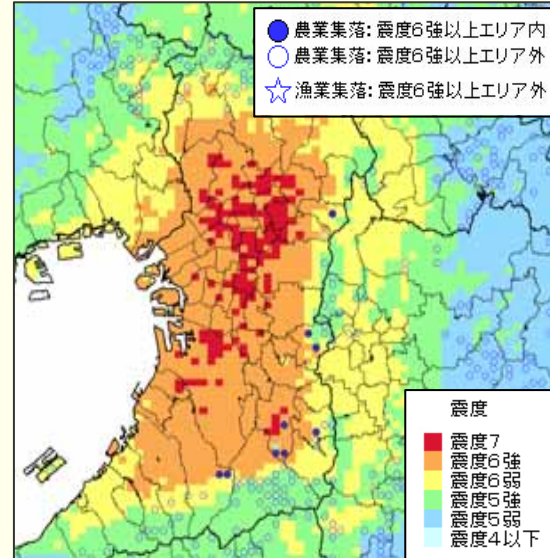 ●農業集落：震度6強以上エリア内
○農業集落：震度6強以上エリア外
☆漁業集落：震度6強以上エリア外
震度
震度7
震度6強
震度6弱
震度5強
震度5弱
震度4以下